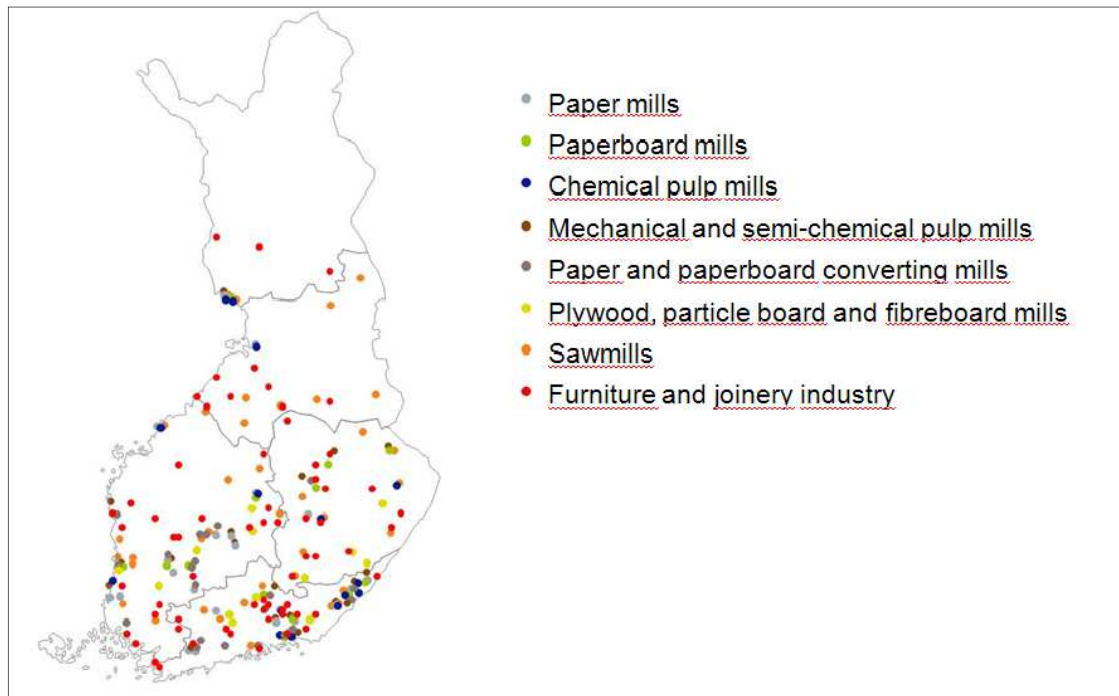 Paper mills
Paperboard mills
Chemical pulp mills
Mechanical and semi-chemical pulp mills
Paper and paperboard converting mills
Plywood, particle board and fibreboard mills
Sawmills
Furniture and joinery industry